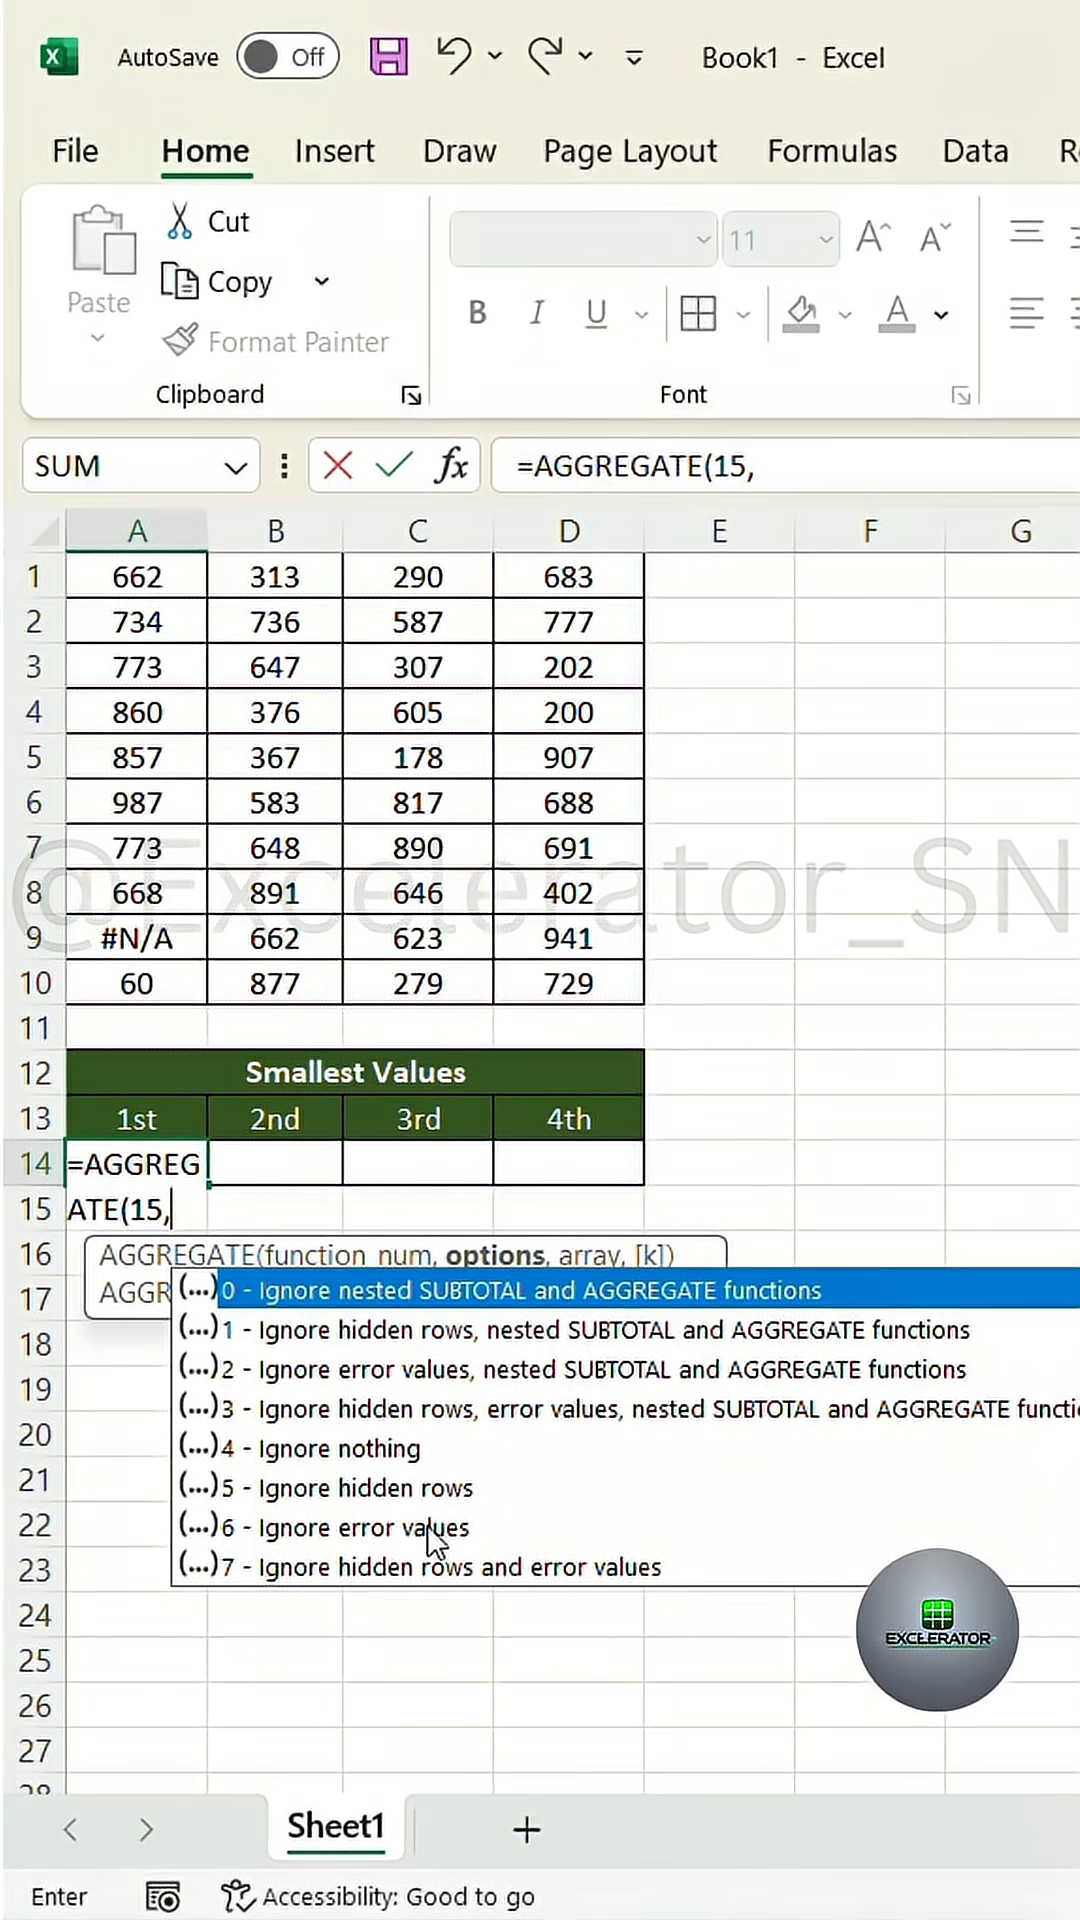 AutoSave Off Book1 - Excel
File Home Insert Draw Page Layout Formulas Data
Paste
Cut
Copy
Format Painter
Clipboard
11
B I U A
Font
SUM fx =AGGREGATE(15,
A B C D E F G
1 662 313 290 683
2 734 736 587 777
3 773 647 307 202
4 860 376 605 200
5 857 367 178 907
6 987 583 817 688
7 773 648 890 691
@Excelerator_SN
8 668 891 646 402
9 #N/A 662 623 941
10 60 877 279 729
11
12 Smallest Values
13 1st 2nd 3rd 4th
14 =AGGREG
15 ATE(15,
16 AGGREGATE(function_num, options, array, [k])
17 AGGR
(...) 0 - Ignore nested SUBTOTAL and AGGREGATE functions
(...) 1 - Ignore hidden rows, nested SUBTOTAL and AGGREGATE functions
(...) 2 - Ignore error values, nested SUBTOTAL and AGGREGATE functions
(...) 3 - Ignore hidden rows, error values, nested SUBTOTAL and AGGREGATE functi
(...) 4 - Ignore nothing
(...) 5 - Ignore hidden rows
(...) 6 - Ignore error values
(...) 7 - Ignore hidden rows and error values
18
19
20
21
22
23
24
25
26
27
EXCLERATOR
Sheet1
Enter Accessibility: Good to go